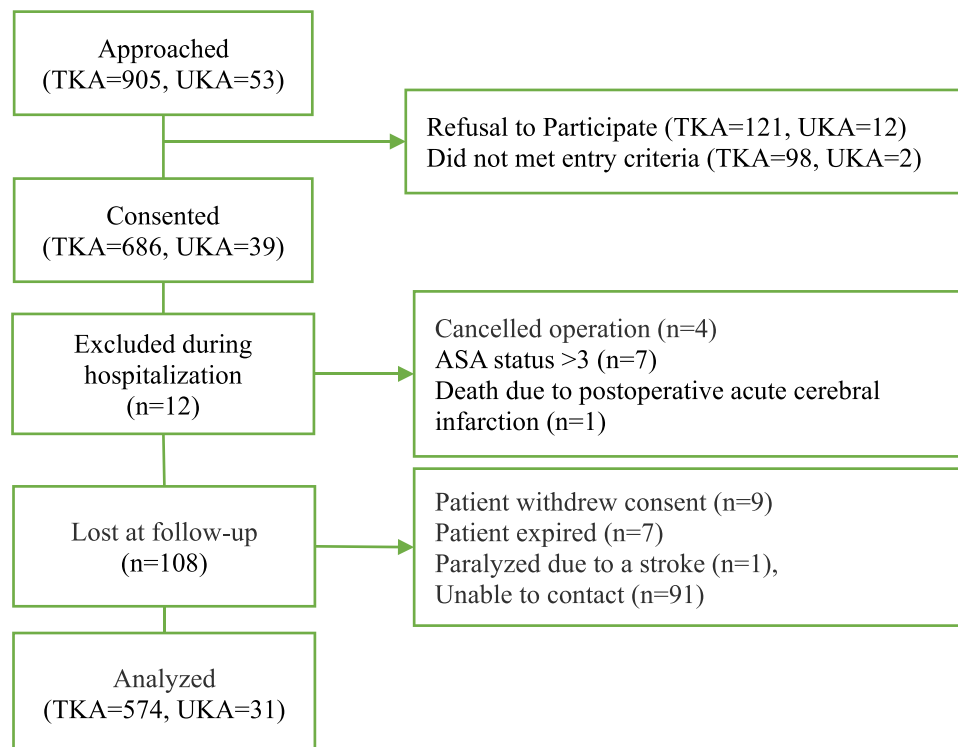 Approached
(TKA=905, UKA=53)
Refusal to Participate (TKA=121, UKA=12)
Did not met entry criteria (TKA=98, UKA=2)
Consented
(TKA=686, UKA=39)
Excluded during
hospitalization
(n=12)
Cancelled operation (n=4)
ASA status >3 (n=7)
Death due to postoperative acute cerebral
infarction (n=1)
Lost at follow-up
(n=108)
Patient withdrew consent (n=9)
Patient expired (n=7)
Paralyzed due to a stroke (n=1),
Unable to contact (n=91)
Analyzed
(TKA=574, UKA=31)